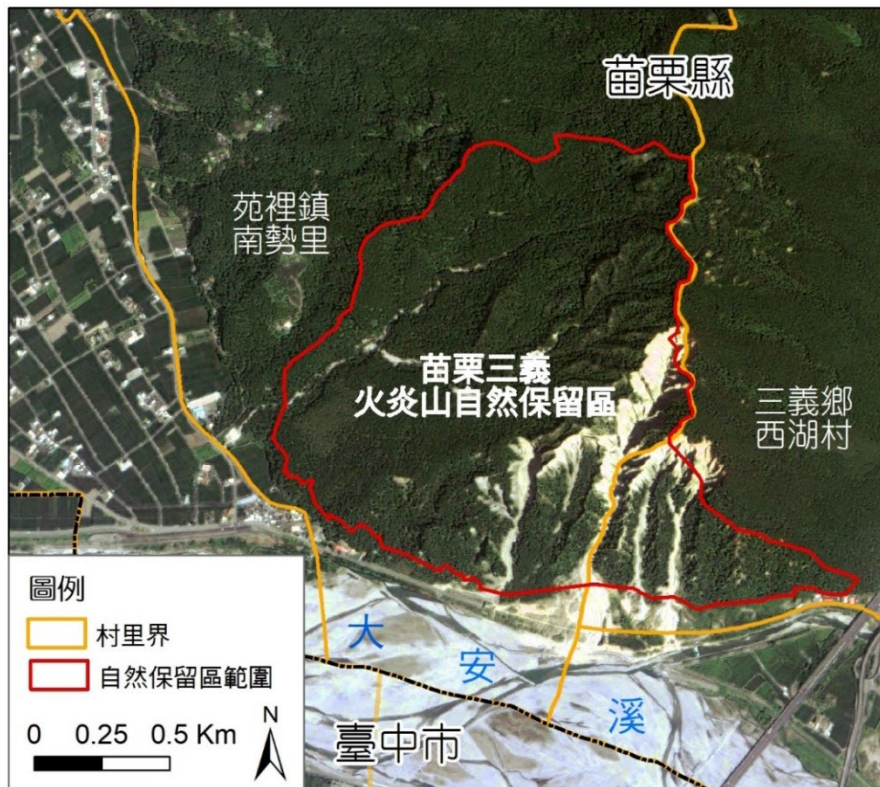 苗栗縣
苑裡鎮
南勢里
苗栗三義
火炎山自然保留區
三義鄉
西湖村
圖例
村里界
自然保留區範圍
0 0.25 0.5 Km
N
大安溪
臺中市